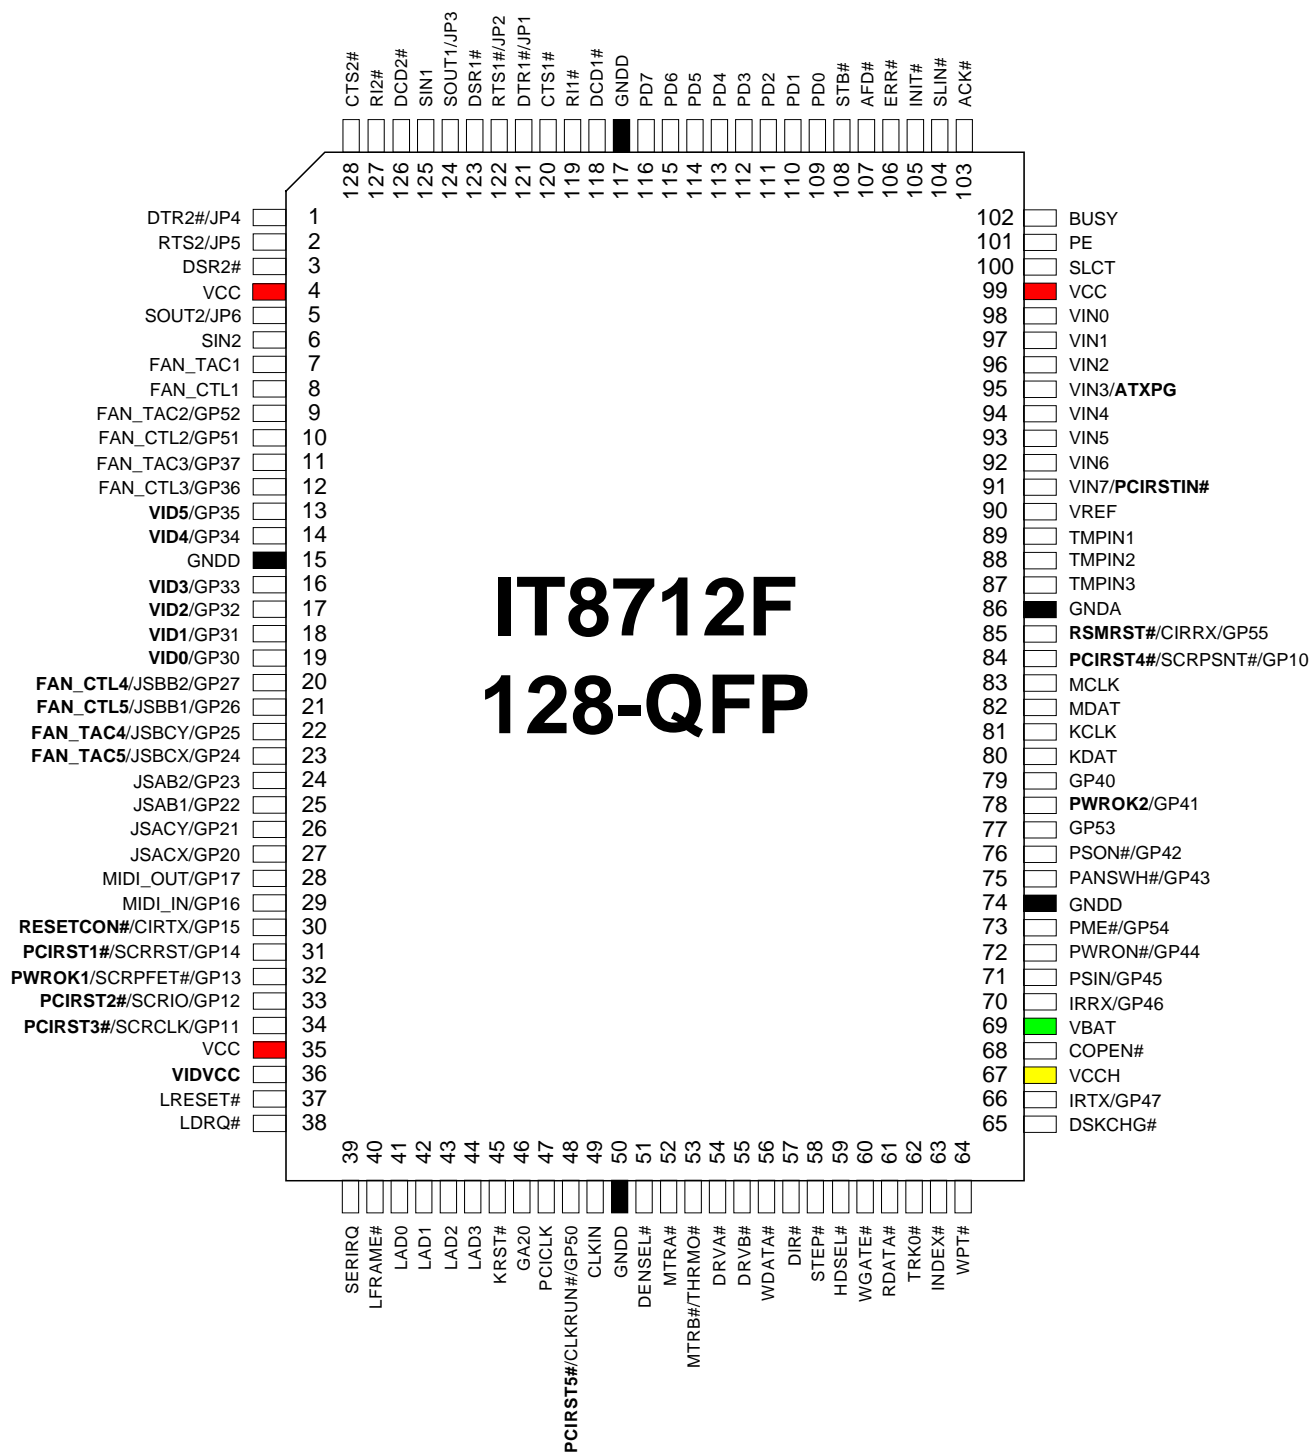 CTS2#
RI2#
DCD2#
SIN1
SOUT1/JP3
DSR1#
RTS1#/JP2
DTR1#/JP1
CTS1#
RI1#
DCD1#
GNDD
PD7
PD6
PD5
PD4
PD3
PD2
PD1
PD0
STB#
AFD#
ERR#
INIT#
SLIN#
ACK#
128
127
126
125
124
123
122
121
120
119
118
117
116
115
114
113
112
111
110
109
108
107
106
105
104
103
DTR2#/JP4 1
RTS2/JP5 2
DSR2# 3
VCC 4
SOUT2/JP6 5
SIN2 6
FAN_TAC1 7
FAN_CTL1 8
FAN_TAC2/GP52 9
FAN_CTL2/GP51 10
FAN_TAC3/GP37 11
FAN_CTL3/GP36 12
VID5/GP35 13
VID4/GP34 14
GNDD 15
VID3/GP33 16
VID2/GP32 17
VID1/GP31 18
VID0/GP30 19
FAN_CTL4/JSBB2/GP27 20
FAN_CTL5/JSBB1/GP26 21
FAN_TAC4/JSBCY/GP25 22
FAN_TAC5/JSBCX/GP24 23
JSAB2/GP23 24
JSAB1/GP22 25
JSACY/GP21 26
JSACX/GP20 27
MIDI_OUT/GP17 28
MIDI_IN/GP16 29
RESETCON#/CIRTX/GP15 30
PCIRST1#/SCRRST/GP14 31
PWROK1/SCRPFET#/GP13 32
PCIRST2#/SCRIO/GP12 33
PCIRST3#/SCRCLK/GP11 34
VCC 35
VIDVCC 36
LRESET# 37
LDRQ# 38
IT8712F
128-QFP
102 BUSY
101 PE
100 SLCT
99 VCC
98 VIN0
97 VIN1
96 VIN2
95 VIN3/ATXPG
94 VIN4
93 VIN5
92 VIN6
91 VIN7/PCIRSTIN#
90 VREF
89 TMPIN1
88 TMPIN2
87 TMPIN3
86 GNDA
85 RSMRST#/CIRRX/GP55
84 PCIRST4#/SCRPSNT#/GP10
83 MCLK
82 MDAT
81 KCLK
80 KDAT
79 GP40
78 PWROK2/GP41
77 GP53
76 PSON#/GP42
75 PANSWH#/GP43
74 GNDD
73 PME#/GP54
72 PWRON#/GP44
71 PSIN/GP45
70 IRRX/GP46
69 VBAT
68 COPEN#
67 VCCH
66 IRTX/GP47
65 DSKCHG#
39
40
41
42
43
44
45
46
47
48
49
50
51
52
53
54
55
56
57
58
59
60
61
62
63
64
SERIRQ
LFRAME#
LAD0
LAD1
LAD2
LAD3
KRST#
GA20
PCICLK
PCIRST5#/CLKRUN#/GP50
CLKIN
GNDD
DENSEL#
MTRA#
MTRB#/THRMO#
DRVA#
DRVB#
WDATA#
DIR#
STEP#
HDSEL#
WGATE#
RDATA#
TRK0#
INDEX#
WPT#